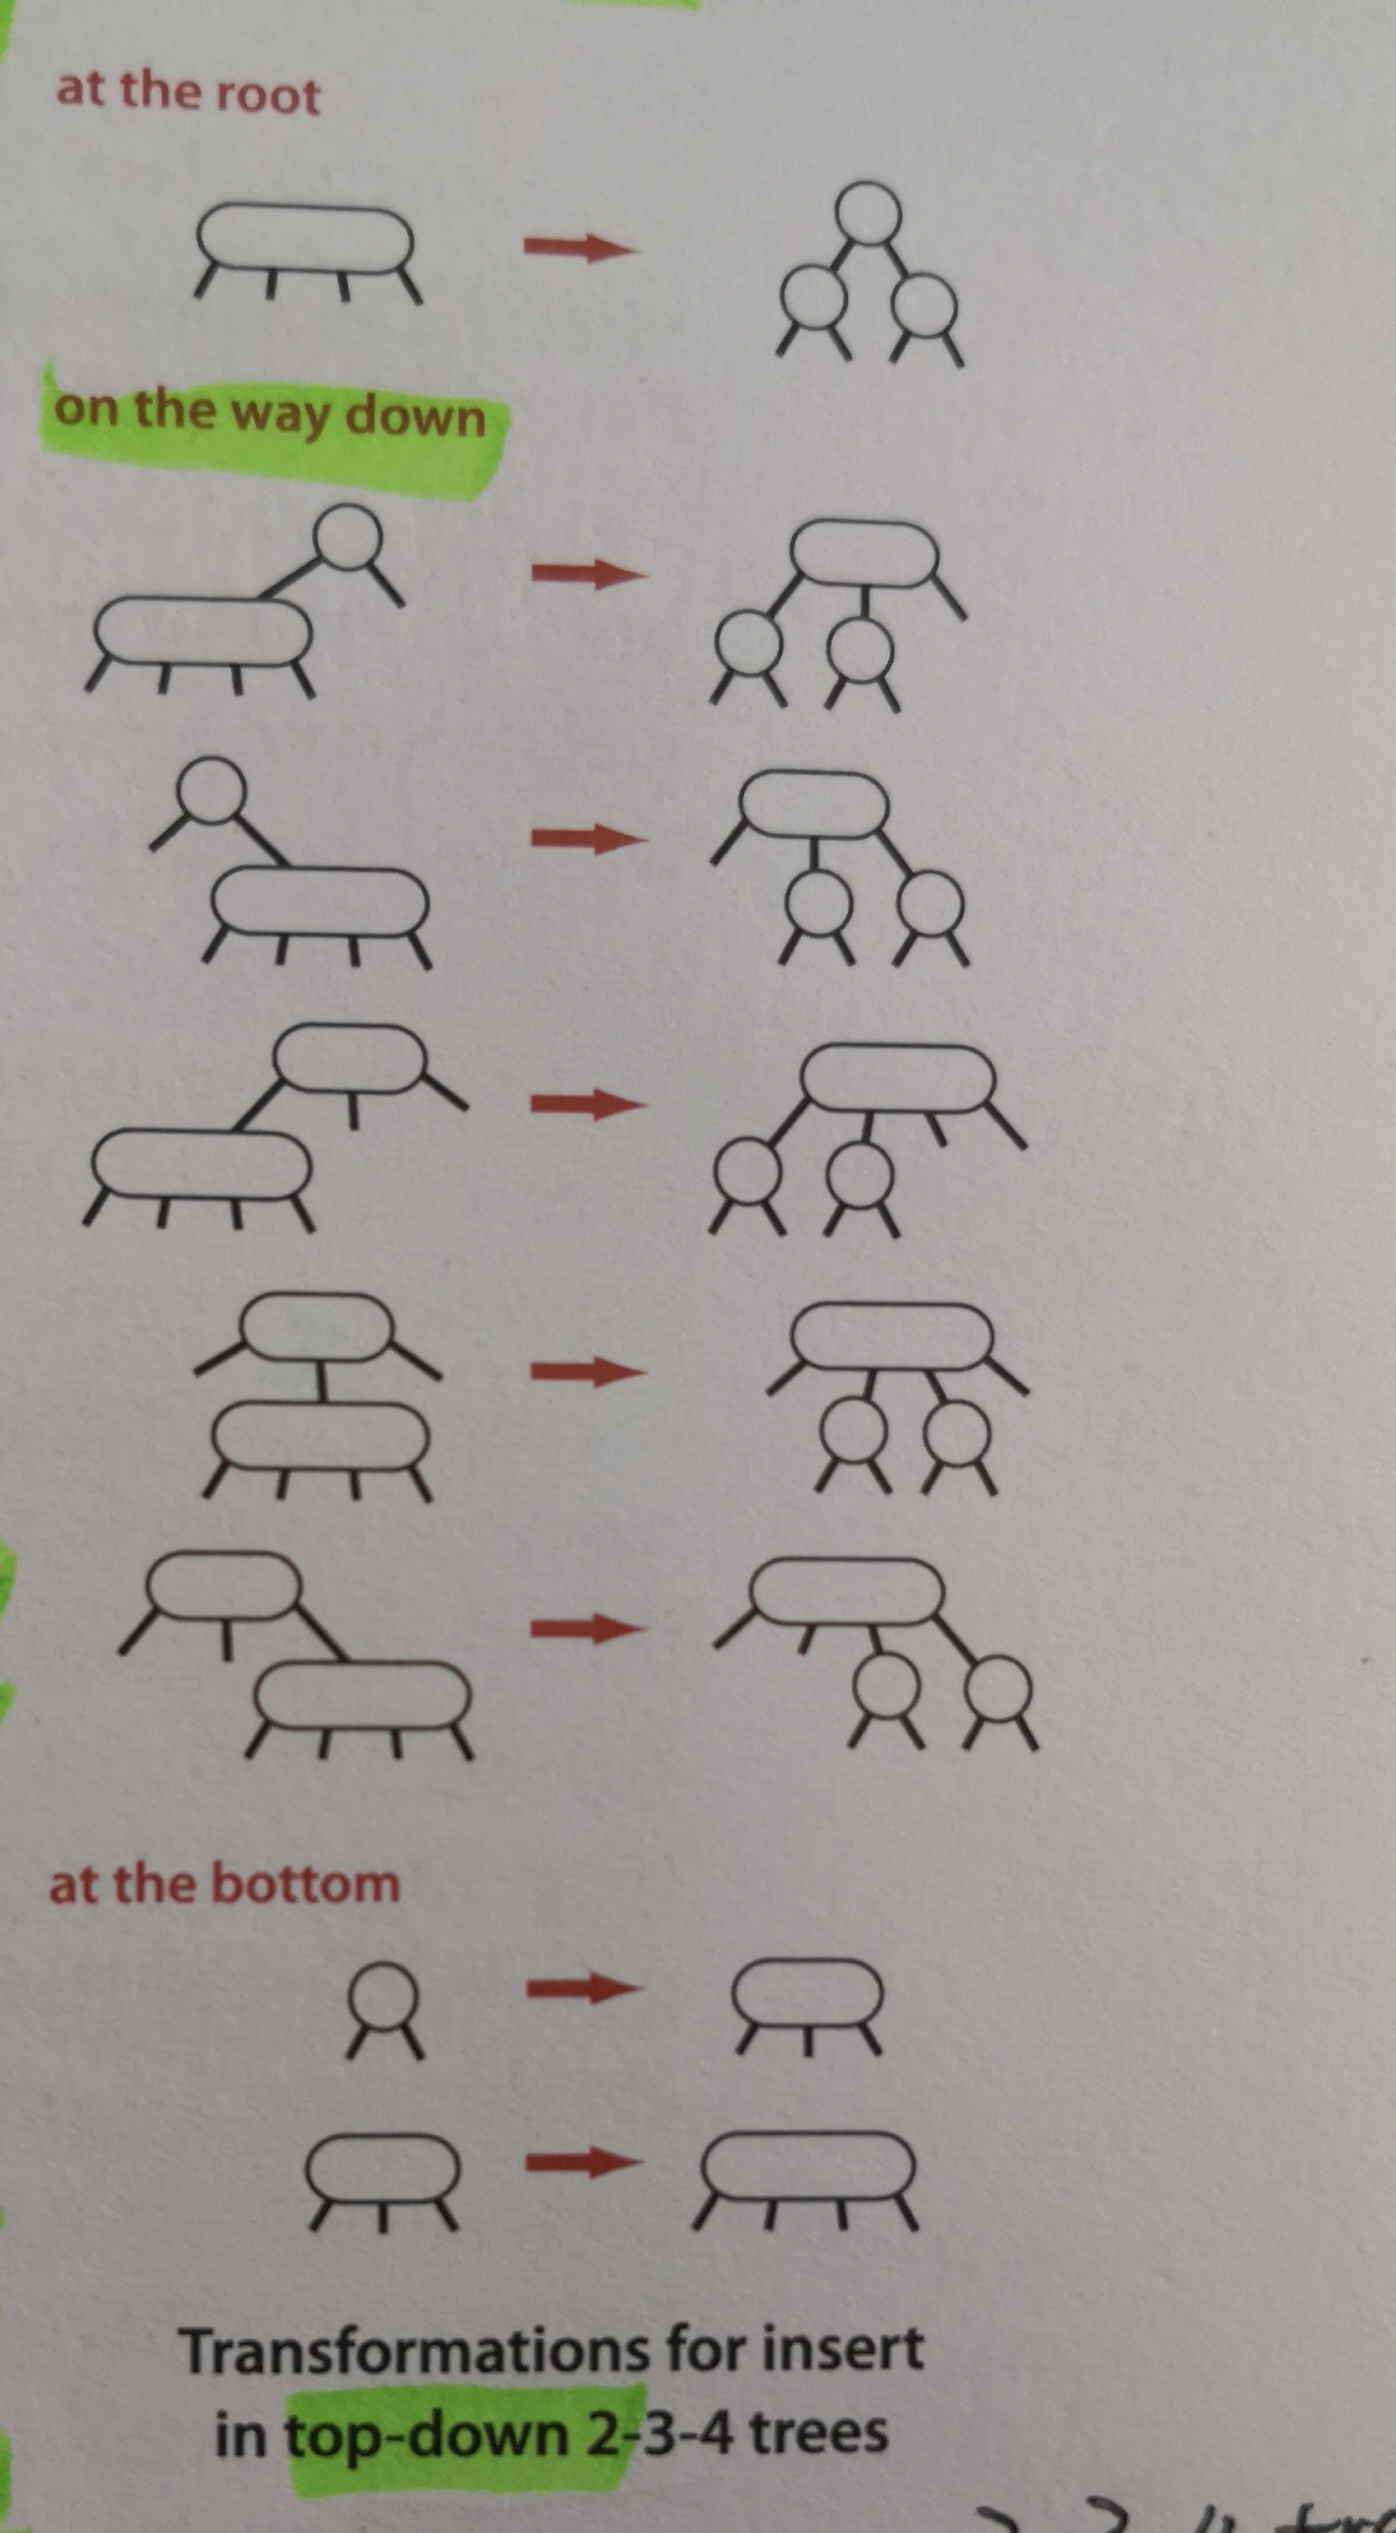 at the root
on the way down
at the bottom
Transformations for insert
in top-down 2-3-4 trees